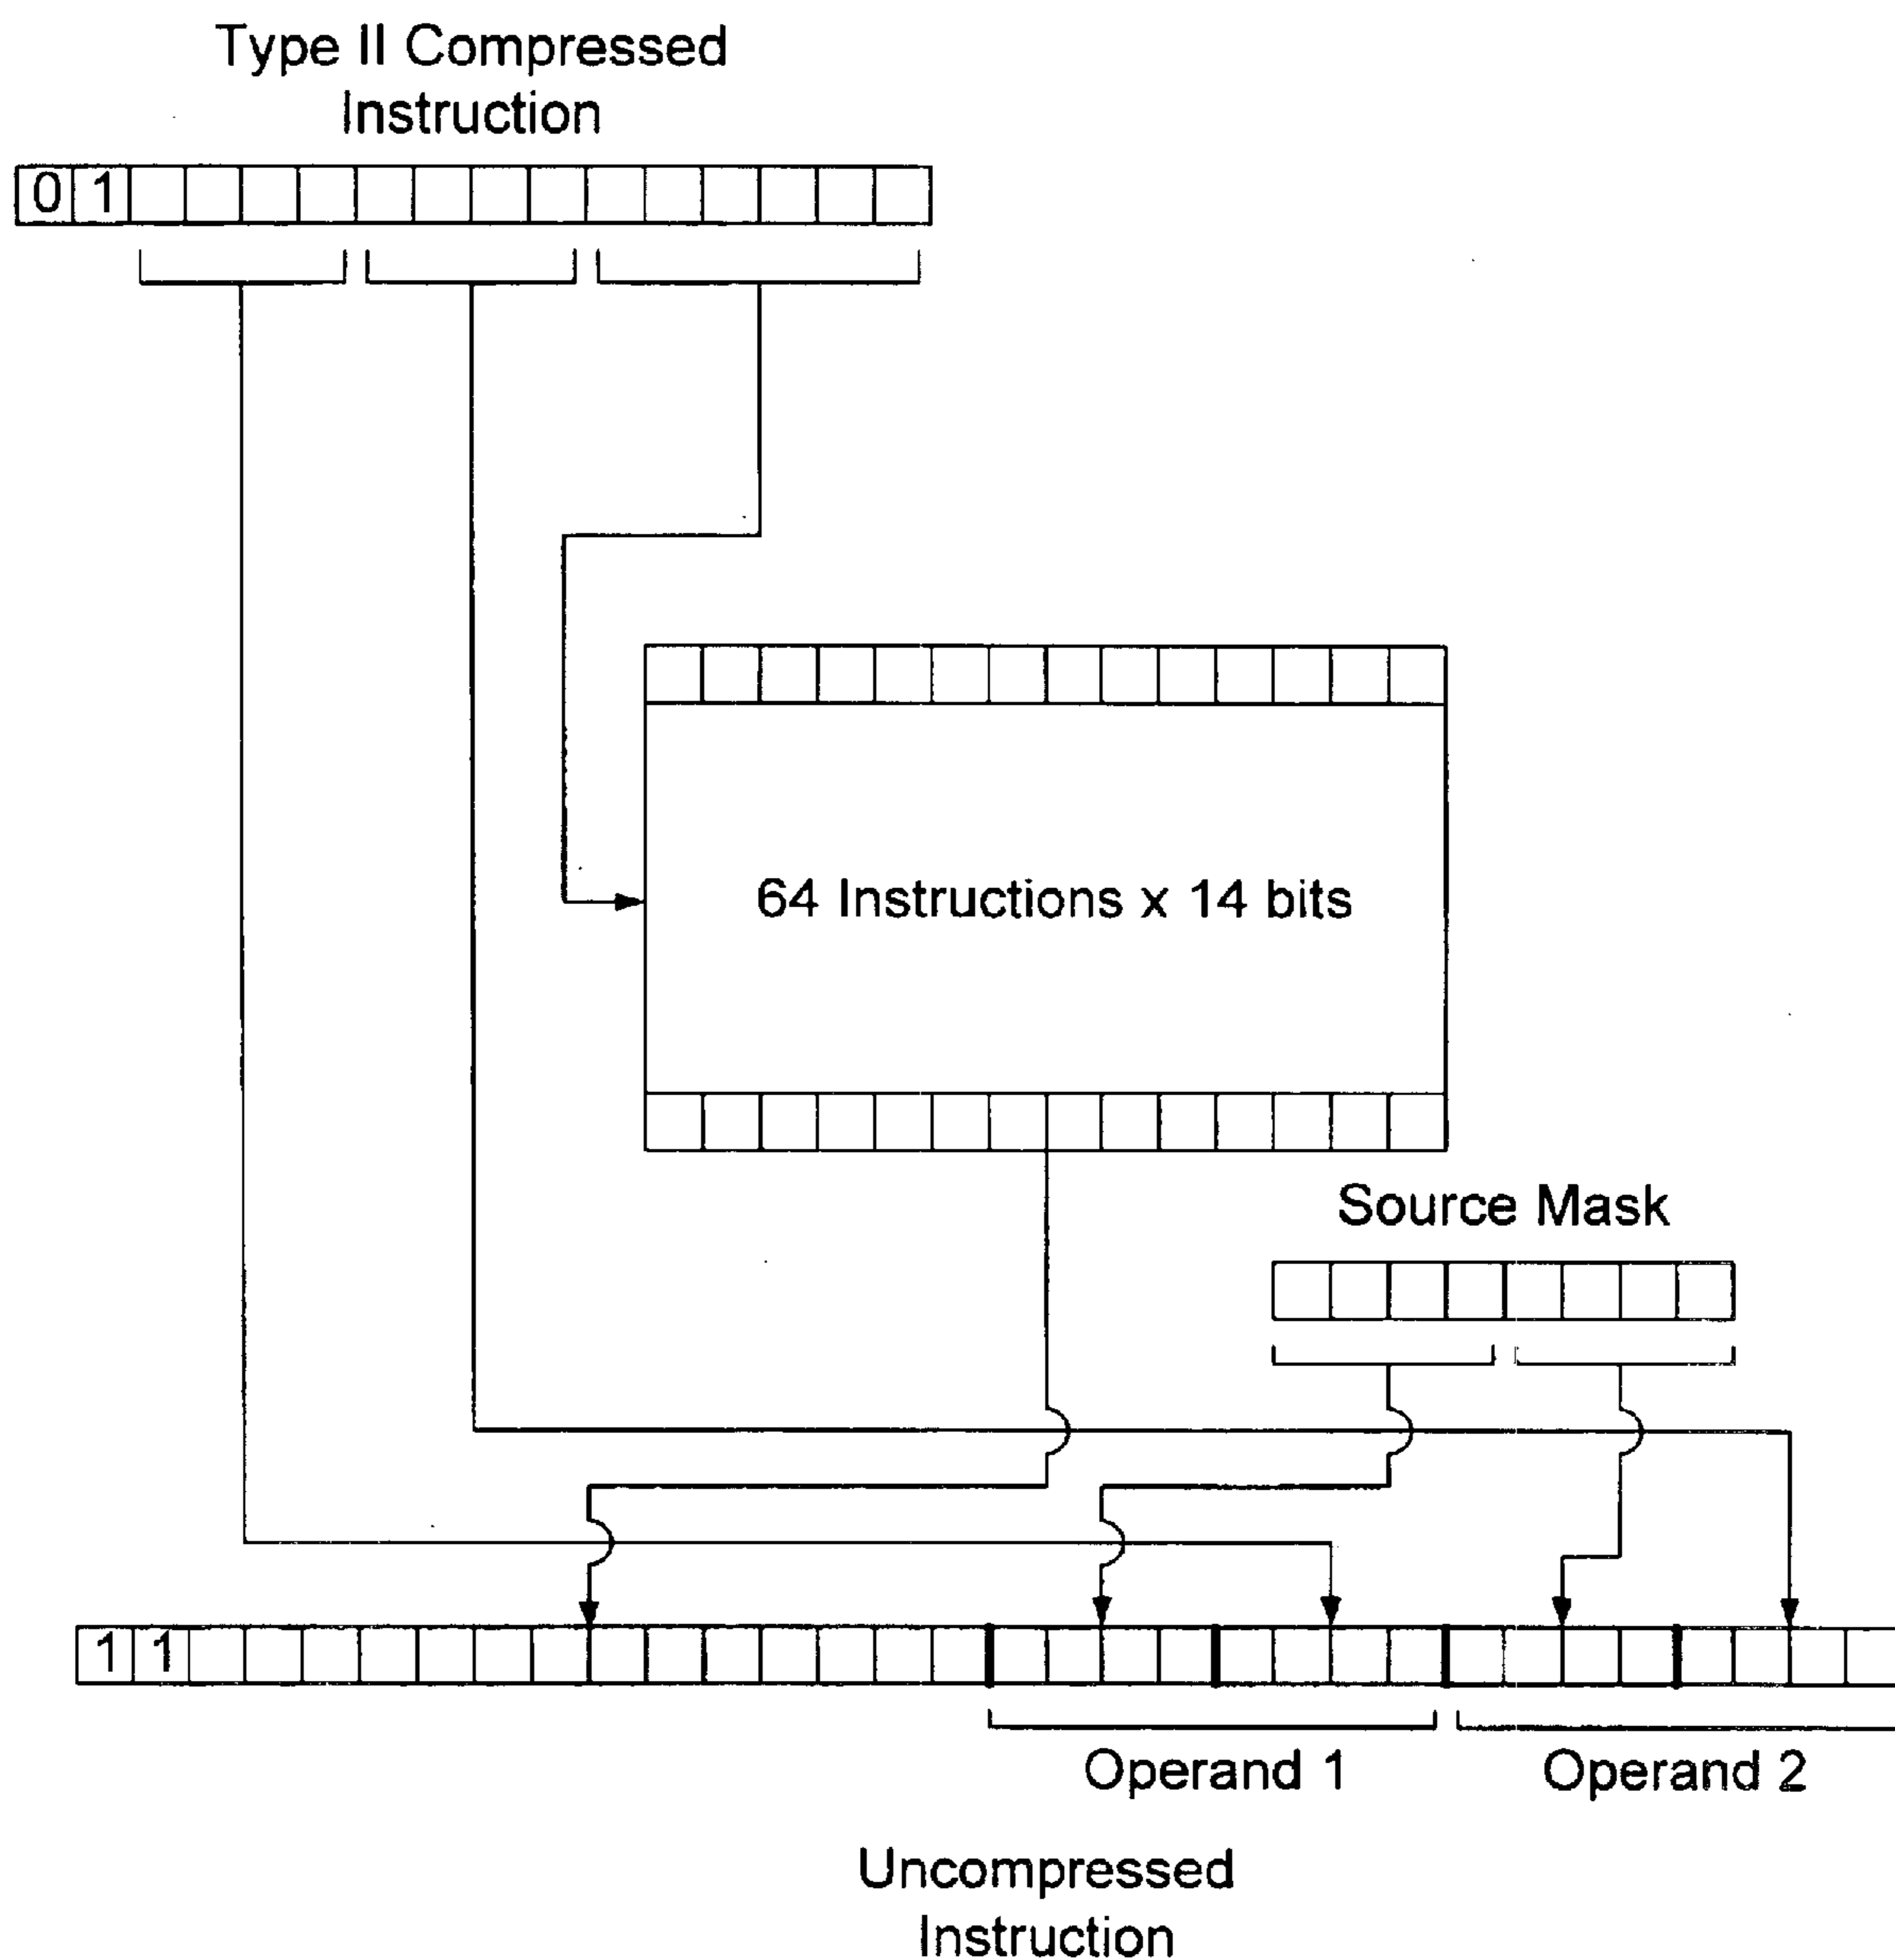 Type II Compressed
Instruction
0 1
64 Instructions x 14 bits
Source Mask
1 1
Operand 1
Operand 2
Uncompressed
Instruction